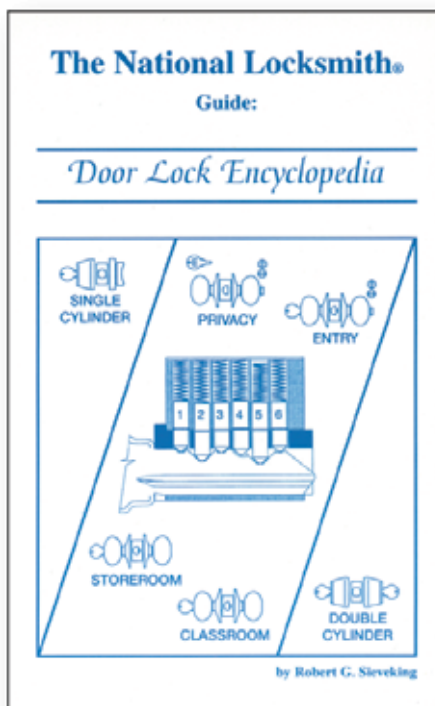 The National Locksmith®
Guide:
Door Lock Encyclopedia
SINGLE
CYLINDER
PRIVACY
ENTRY
1 2 3 4 5 6
STOREROOM
CLASSROOM
DOUBLE
CYLINDER
by Robert G. Sieveking